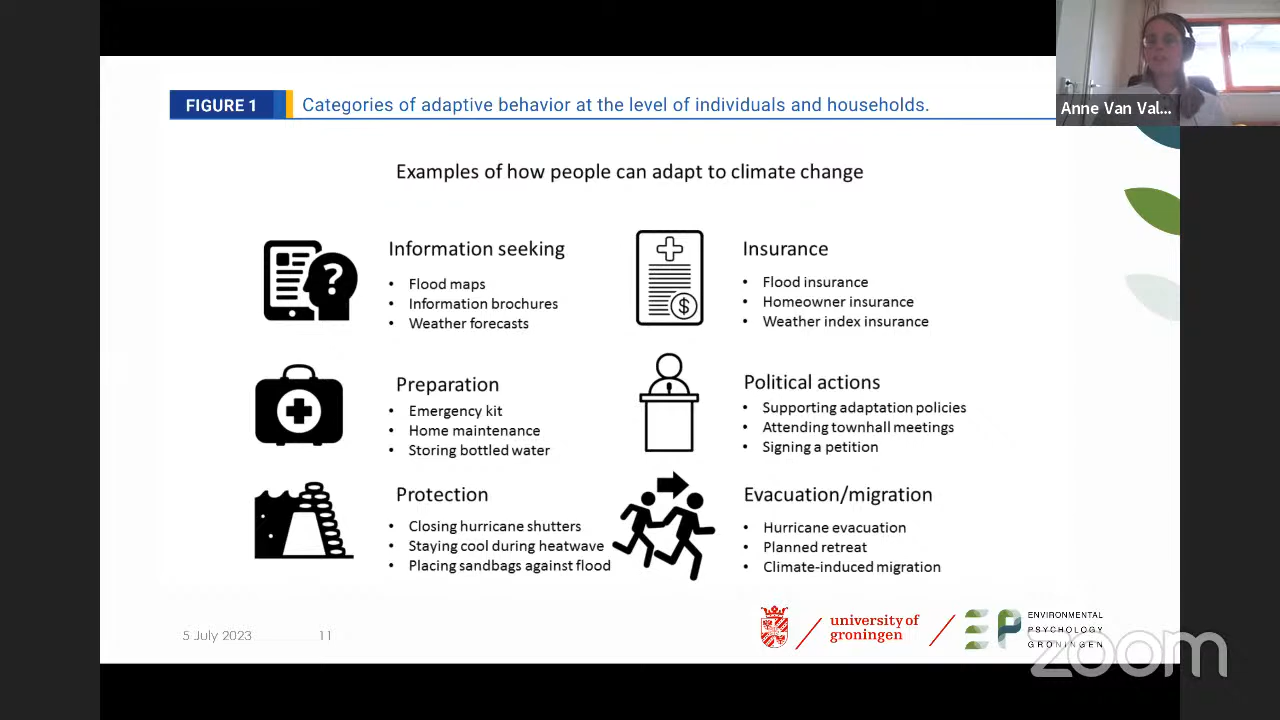 FIGURE 1 Categories of adaptive behavior at the level of individuals and households.
Anne Van Val...
Examples of how people can adapt to climate change
Information seeking
• Flood maps
• Information brochures
• Weather forecasts
Insurance
• Flood insurance
• Homeowner insurance
• Weather index insurance
Preparation
• Emergency kit
• Home maintenance
• Storing bottled water
Political actions
• Supporting adaptation policies
• Attending townhall meetings
• Signing a petition
Protection
• Closing hurricane shutters
• Staying cool during heatwave
• Placing sandbags against flood
Evacuation/migration
• Hurricane evacuation
• Planned retreat
• Climate-induced migration
5 July 2023 11
university of
groningen
EP
ENVIRONMENTAL
PSYCHOLOGY
GRONINGEN
zoom